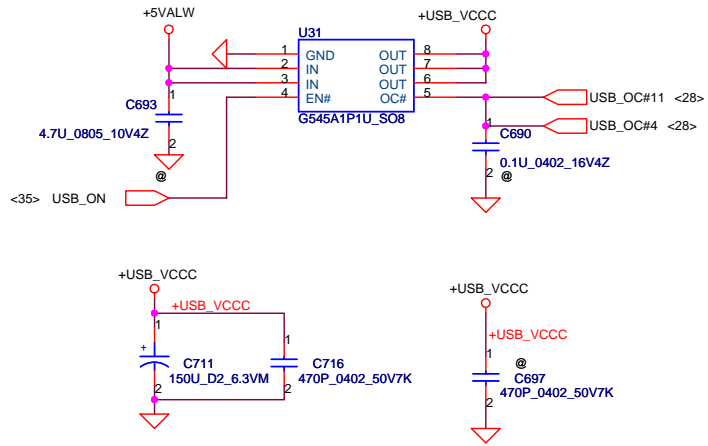 +5VALW
U31
+USB_VCCC
1 GND OUT 8
2 IN OUT 7
3 IN OUT 6
4 EN# OC# 5
G545A1P1U_SO8
1
C693
4.7U_0805_10V4Z
2
@
USB_OC#11 <28>
USB_OC#4 <28>
1
C690
0.1U_0402_16V4Z
2
@
<35> USB_ON
+USB_VCCC
+USB_VCCC
1
+
C711
150U_D2_6.3VM
2
1
C716
470P_0402_50V7K
2
+USB_VCCC
+USB_VCCC
1
@
C697
470P_0402_50V7K
2